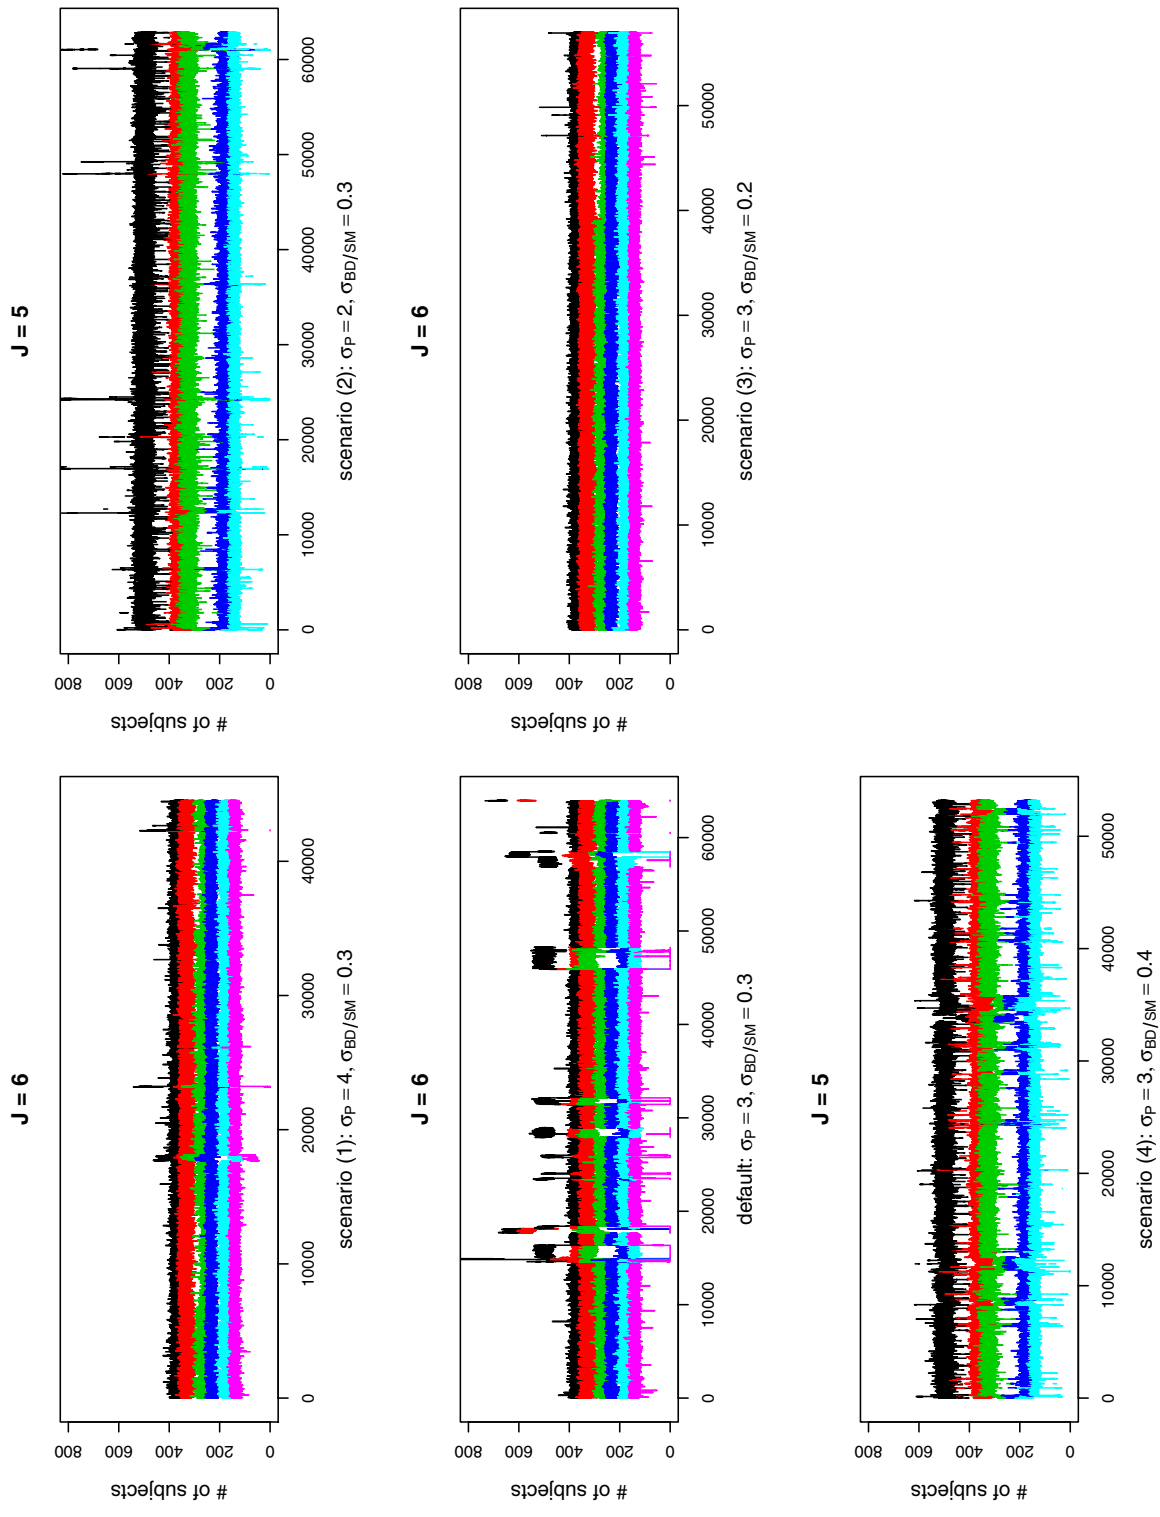 J = 6
# of subjects
0 200 400 600 800
0 10000 20000 30000 40000
scenario (1): σP = 4, σBD/SM = 0.3
J = 5
# of subjects
0 200 400 600 800
0 10000 20000 30000 40000 50000 60000
scenario (2): σP = 2, σBD/SM = 0.3
J = 6
# of subjects
0 200 400 600 800
0 10000 20000 30000 40000 50000 60000
default: σP = 3, σBD/SM = 0.3
J = 6
# of subjects
0 200 400 600 800
0 10000 20000 30000 40000 50000
scenario (3): σP = 3, σBD/SM = 0.2
J = 5
# of subjects
0 200 400 600 800
0 10000 20000 30000 40000 50000
scenario (4): σP = 3, σBD/SM = 0.4